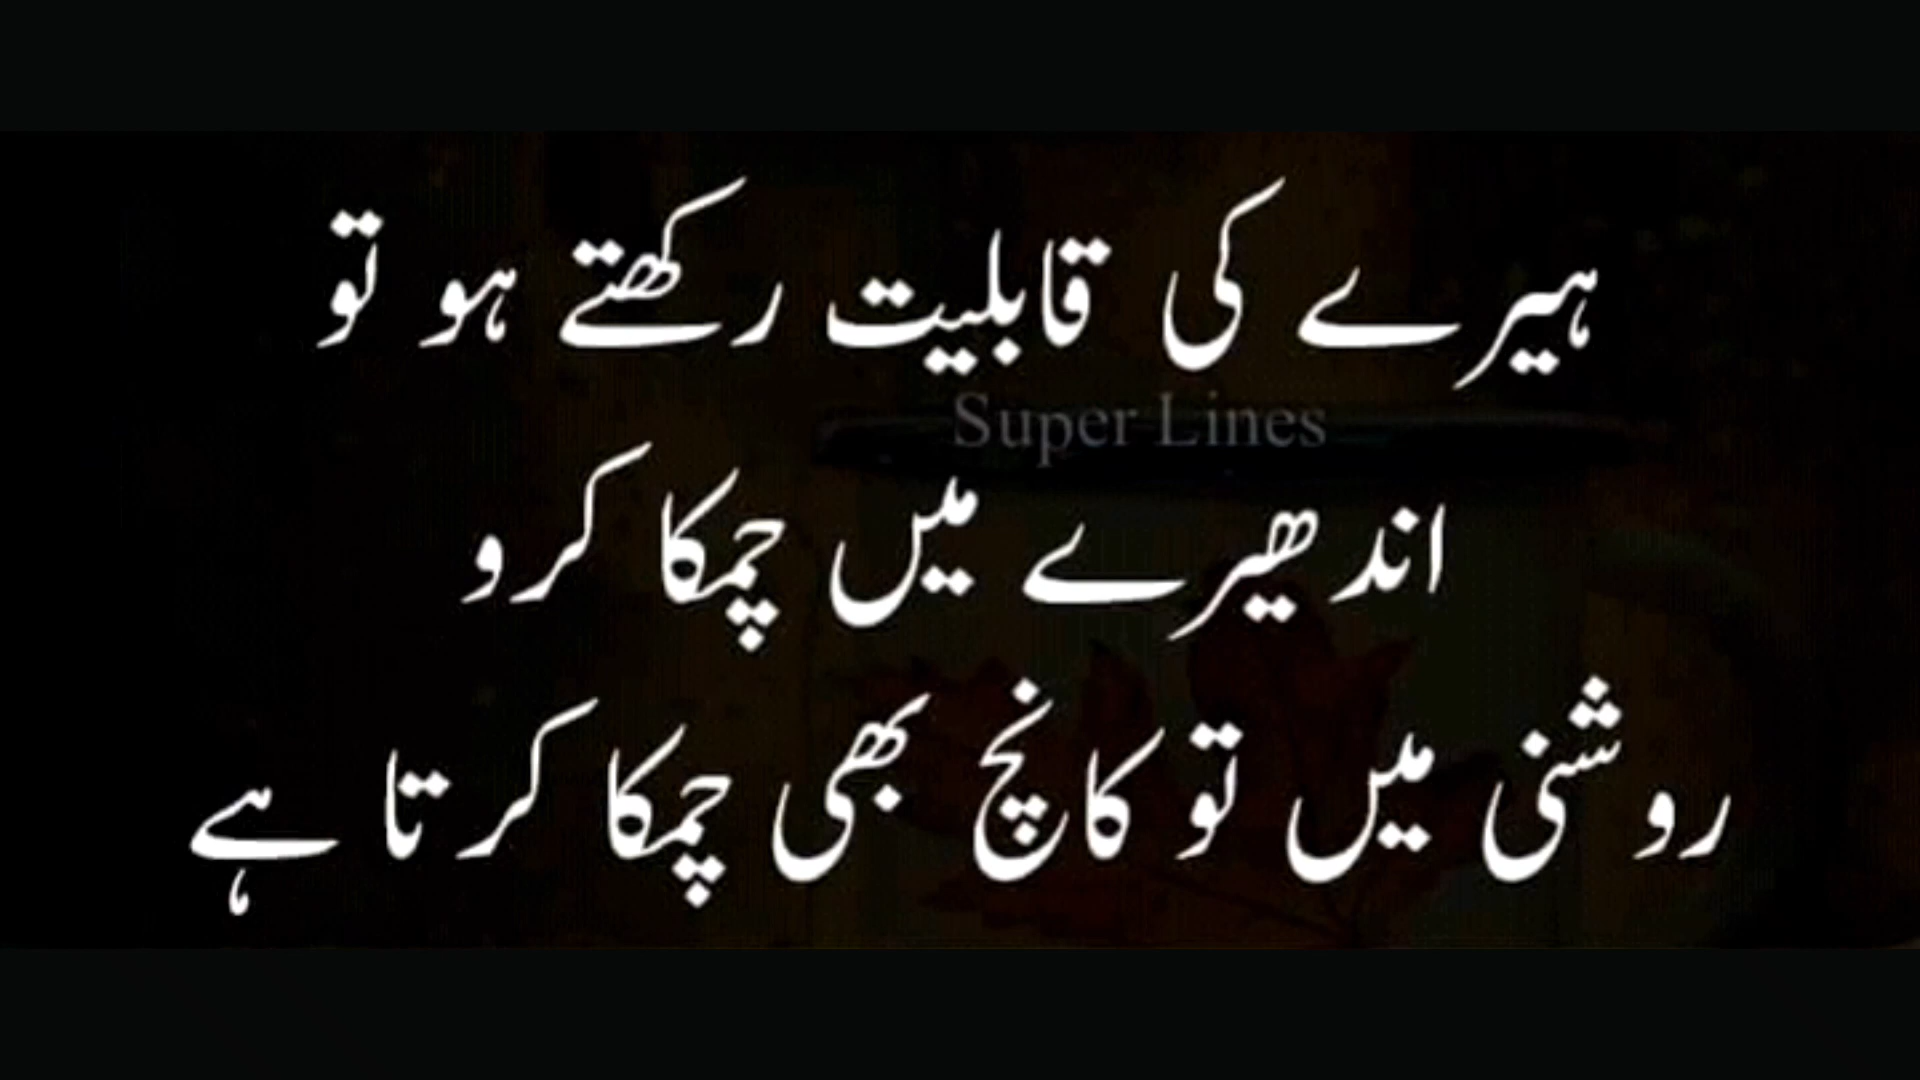 ہیرے کی قابلیت رکھتے ہو تو
Super Lines
اندھیرے میں چمکا کرو
روشنی میں تو کانچ بھی چمکا کرتا ہے